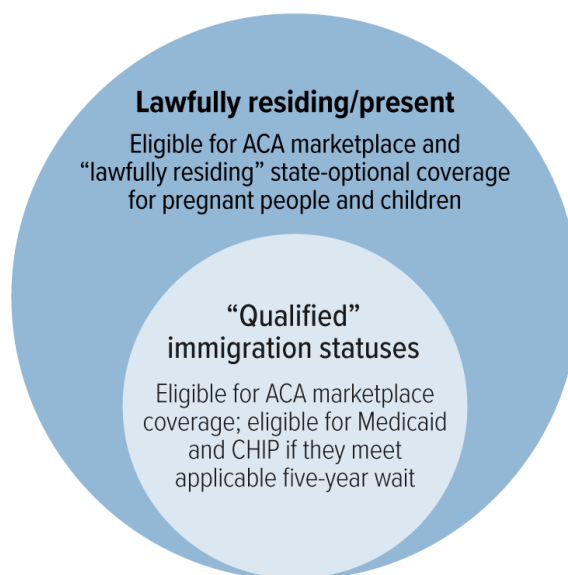 Lawfully residing/present
Eligible for ACA marketplace and
“lawfully residing” state-optional coverage
for pregnant people and children
“Qualified”
immigration statuses
Eligible for ACA marketplace
coverage; eligible for Medicaid
and CHIP if they meet
applicable five-year wait